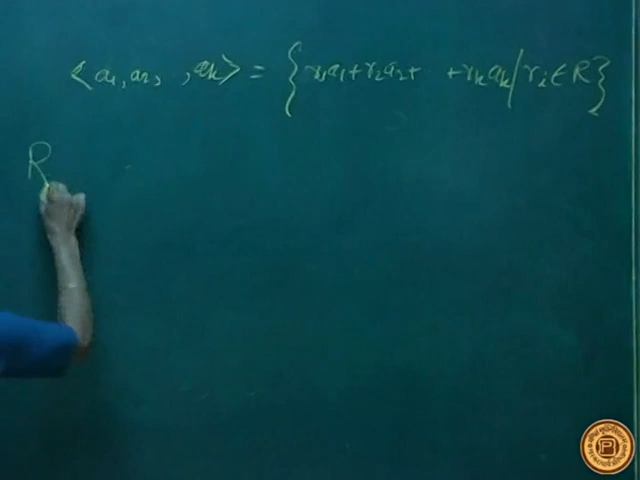 <a₁, a₂, , aₖ> = { r₁a₁ + r₂a₂ + + rₖaₖ / rᵢ ∈ R }
R